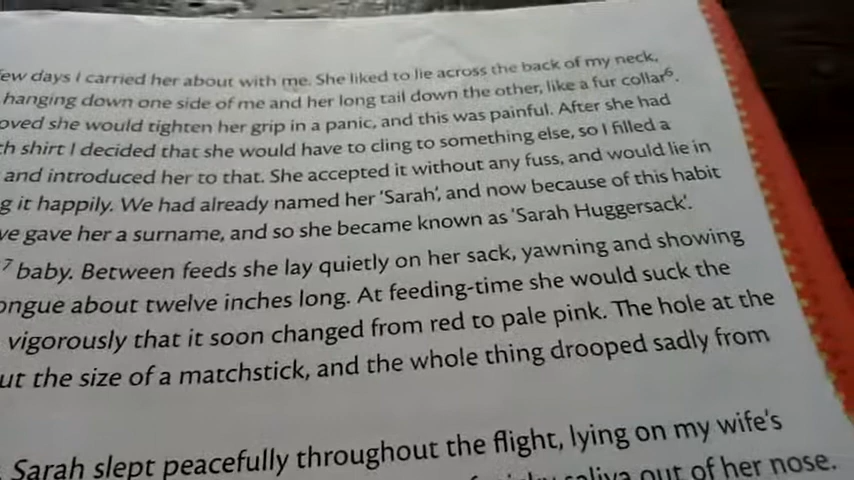 few days I carried her about with me. She liked to lie across the back of my neck,
hanging down one side of me and her long tail down the other, like a fur collar⁶.
she would tighten her grip in a panic, and this was painful. After she had
shirt I decided that she would have to cling to something else, so I filled a
and introduced her to that. She accepted it without any fuss, and would lie in
it happily. We had already named her 'Sarah', and now because of this habit
gave her a surname, and so she became known as 'Sarah Huggersack'.
⁷ baby. Between feeds she lay quietly on her sack, yawning and showing
about twelve inches long. At feeding-time she would suck the
vigorously that it soon changed from red to pale pink. The hole at the
the size of a matchstick, and the whole thing drooped sadly from
Sarah slept peacefully throughout the flight, lying on my wife's
saliva out of her nose.